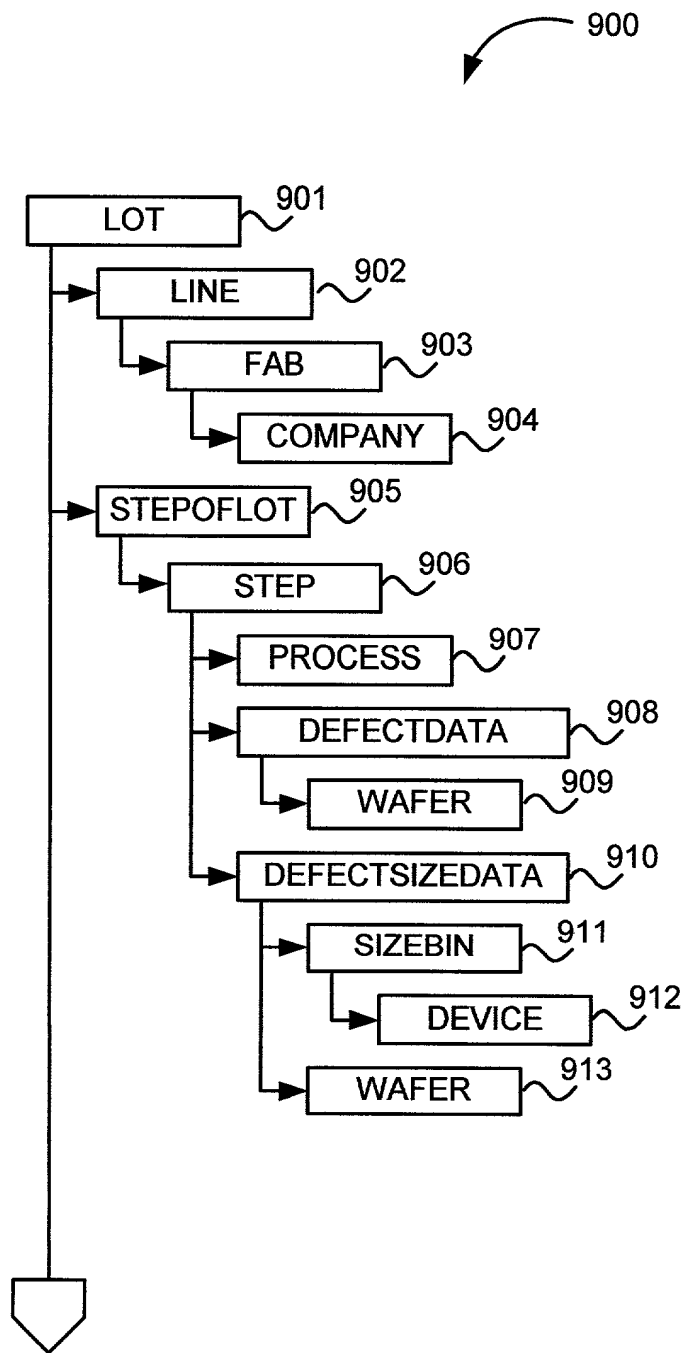 900
LOT 901
LINE 902
FAB 903
COMPANY 904
STEPOFLOT 905
STEP 906
PROCESS 907
DEFECTDATA 908
WAFER 909
DEFECTSIZEDATA 910
SIZEBIN 911
DEVICE 912
WAFER 913